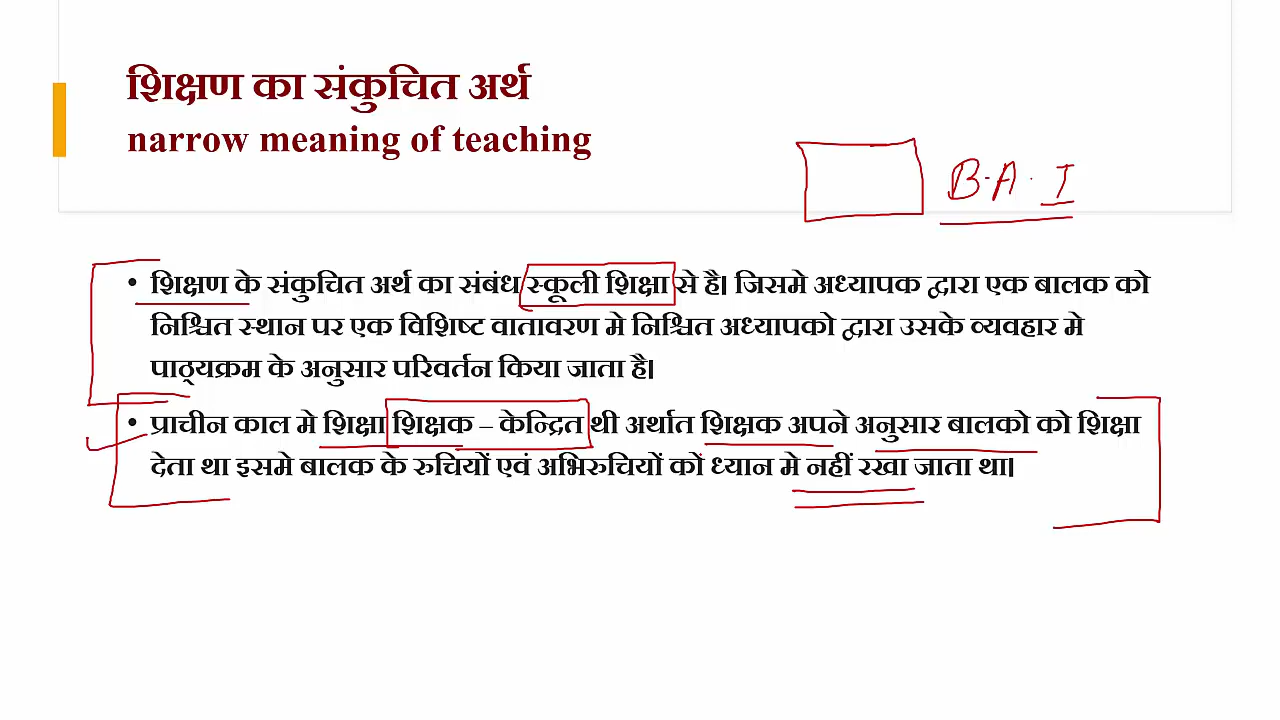 शिक्षण का संकुचित अर्थ
narrow meaning of teaching
B.A. I
• शिक्षण के संकुचित अर्थ का संबंध स्कूली शिक्षा से है। जिसमे अध्यापक द्वारा एक बालक को
निश्चित स्थान पर एक विशिष्ट वातावरण मे निश्चित अध्यापको द्वारा उसके व्यवहार मे
पाठ्यक्रम के अनुसार परिवर्तन किया जाता है।
• प्राचीन काल मे शिक्षा शिक्षक – केन्द्रित थी अर्थात शिक्षक अपने अनुसार बालको को शिक्षा
देता था इसमे बालक के रुचियों एवं अभिरुचियों कों ध्यान मे नहीं रखा जाता था।